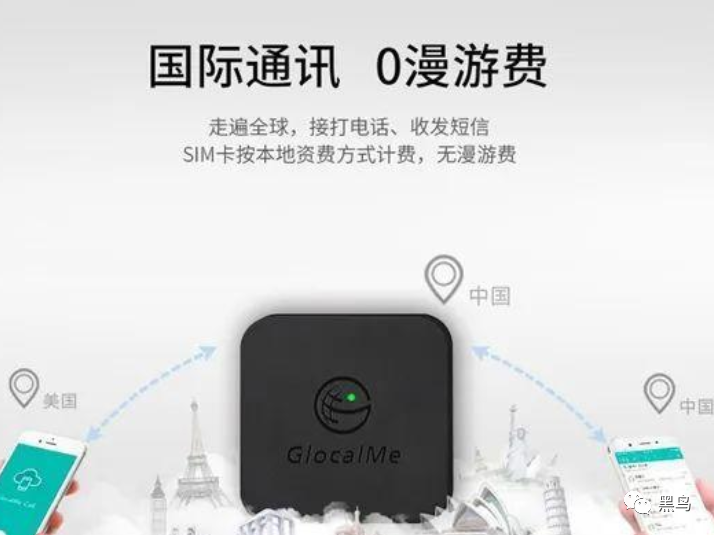 国际通讯 0漫游费
走遍全球，接打电话、收发短信
SIM卡按本地资费方式计费，无漫游费
中国
美国
中国
GlocalMe
黑鸟